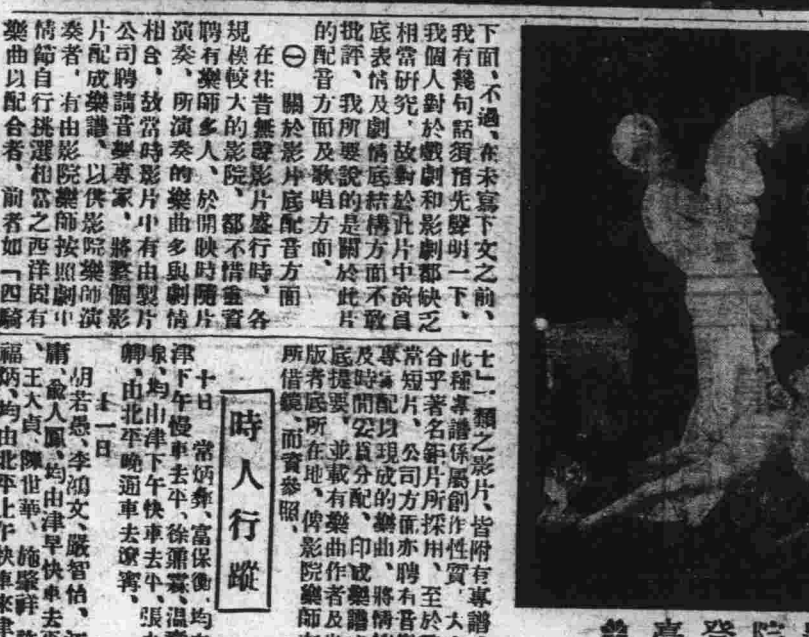 下面、不過、在未寫下文之前、
我有幾句話須預先聲明一下、
我個人對於戲劇和影劇都缺乏
相當研究、故對於此片中演員
底表情及劇情底結構方面不敢
批評、我所要說的是關於此片
的配音方面及歌唱方面、
㊀ 關於影片底配音方面
在往昔無聲影片盛行時、各
規模較大的影院、都不惜重資
聘有樂師多人、於開映時隨片
演奏、所演奏的樂曲多與劇情
相合、故當時影片中有由製片
公司聘請音樂專家、將整個影
片配成樂譜、以供影院樂師演
奏者、有由影院樂師按照劇中
情節自行挑選相當之西洋固有
樂曲以配合者、前者如「四騎
士」一類之影片、皆附有專譜
此種專譜係屬創作性質、大
合乎著名鉅片所採用、至於
常短片、公司方面亦聘有音
專家配以現成的樂曲、將情
及時間公員分配、印成樂譜
底提要、並載有樂曲作者及
版者底所在地、俾影院樂師
所借鏡、而資參照、
時人行蹤
十日 常炳彝、富保衡、均
津下午慢車去平、徐蕭霖、溫
均由津下午快車去平、張
卿、由北平晚通車去遼寧、
十一日
胡若愚、李鴻文、嚴智怡、
俞人鳳、均由津早快車去
、王大貞、陳世華、施肇祥
福炳、均由北平上午快車來津